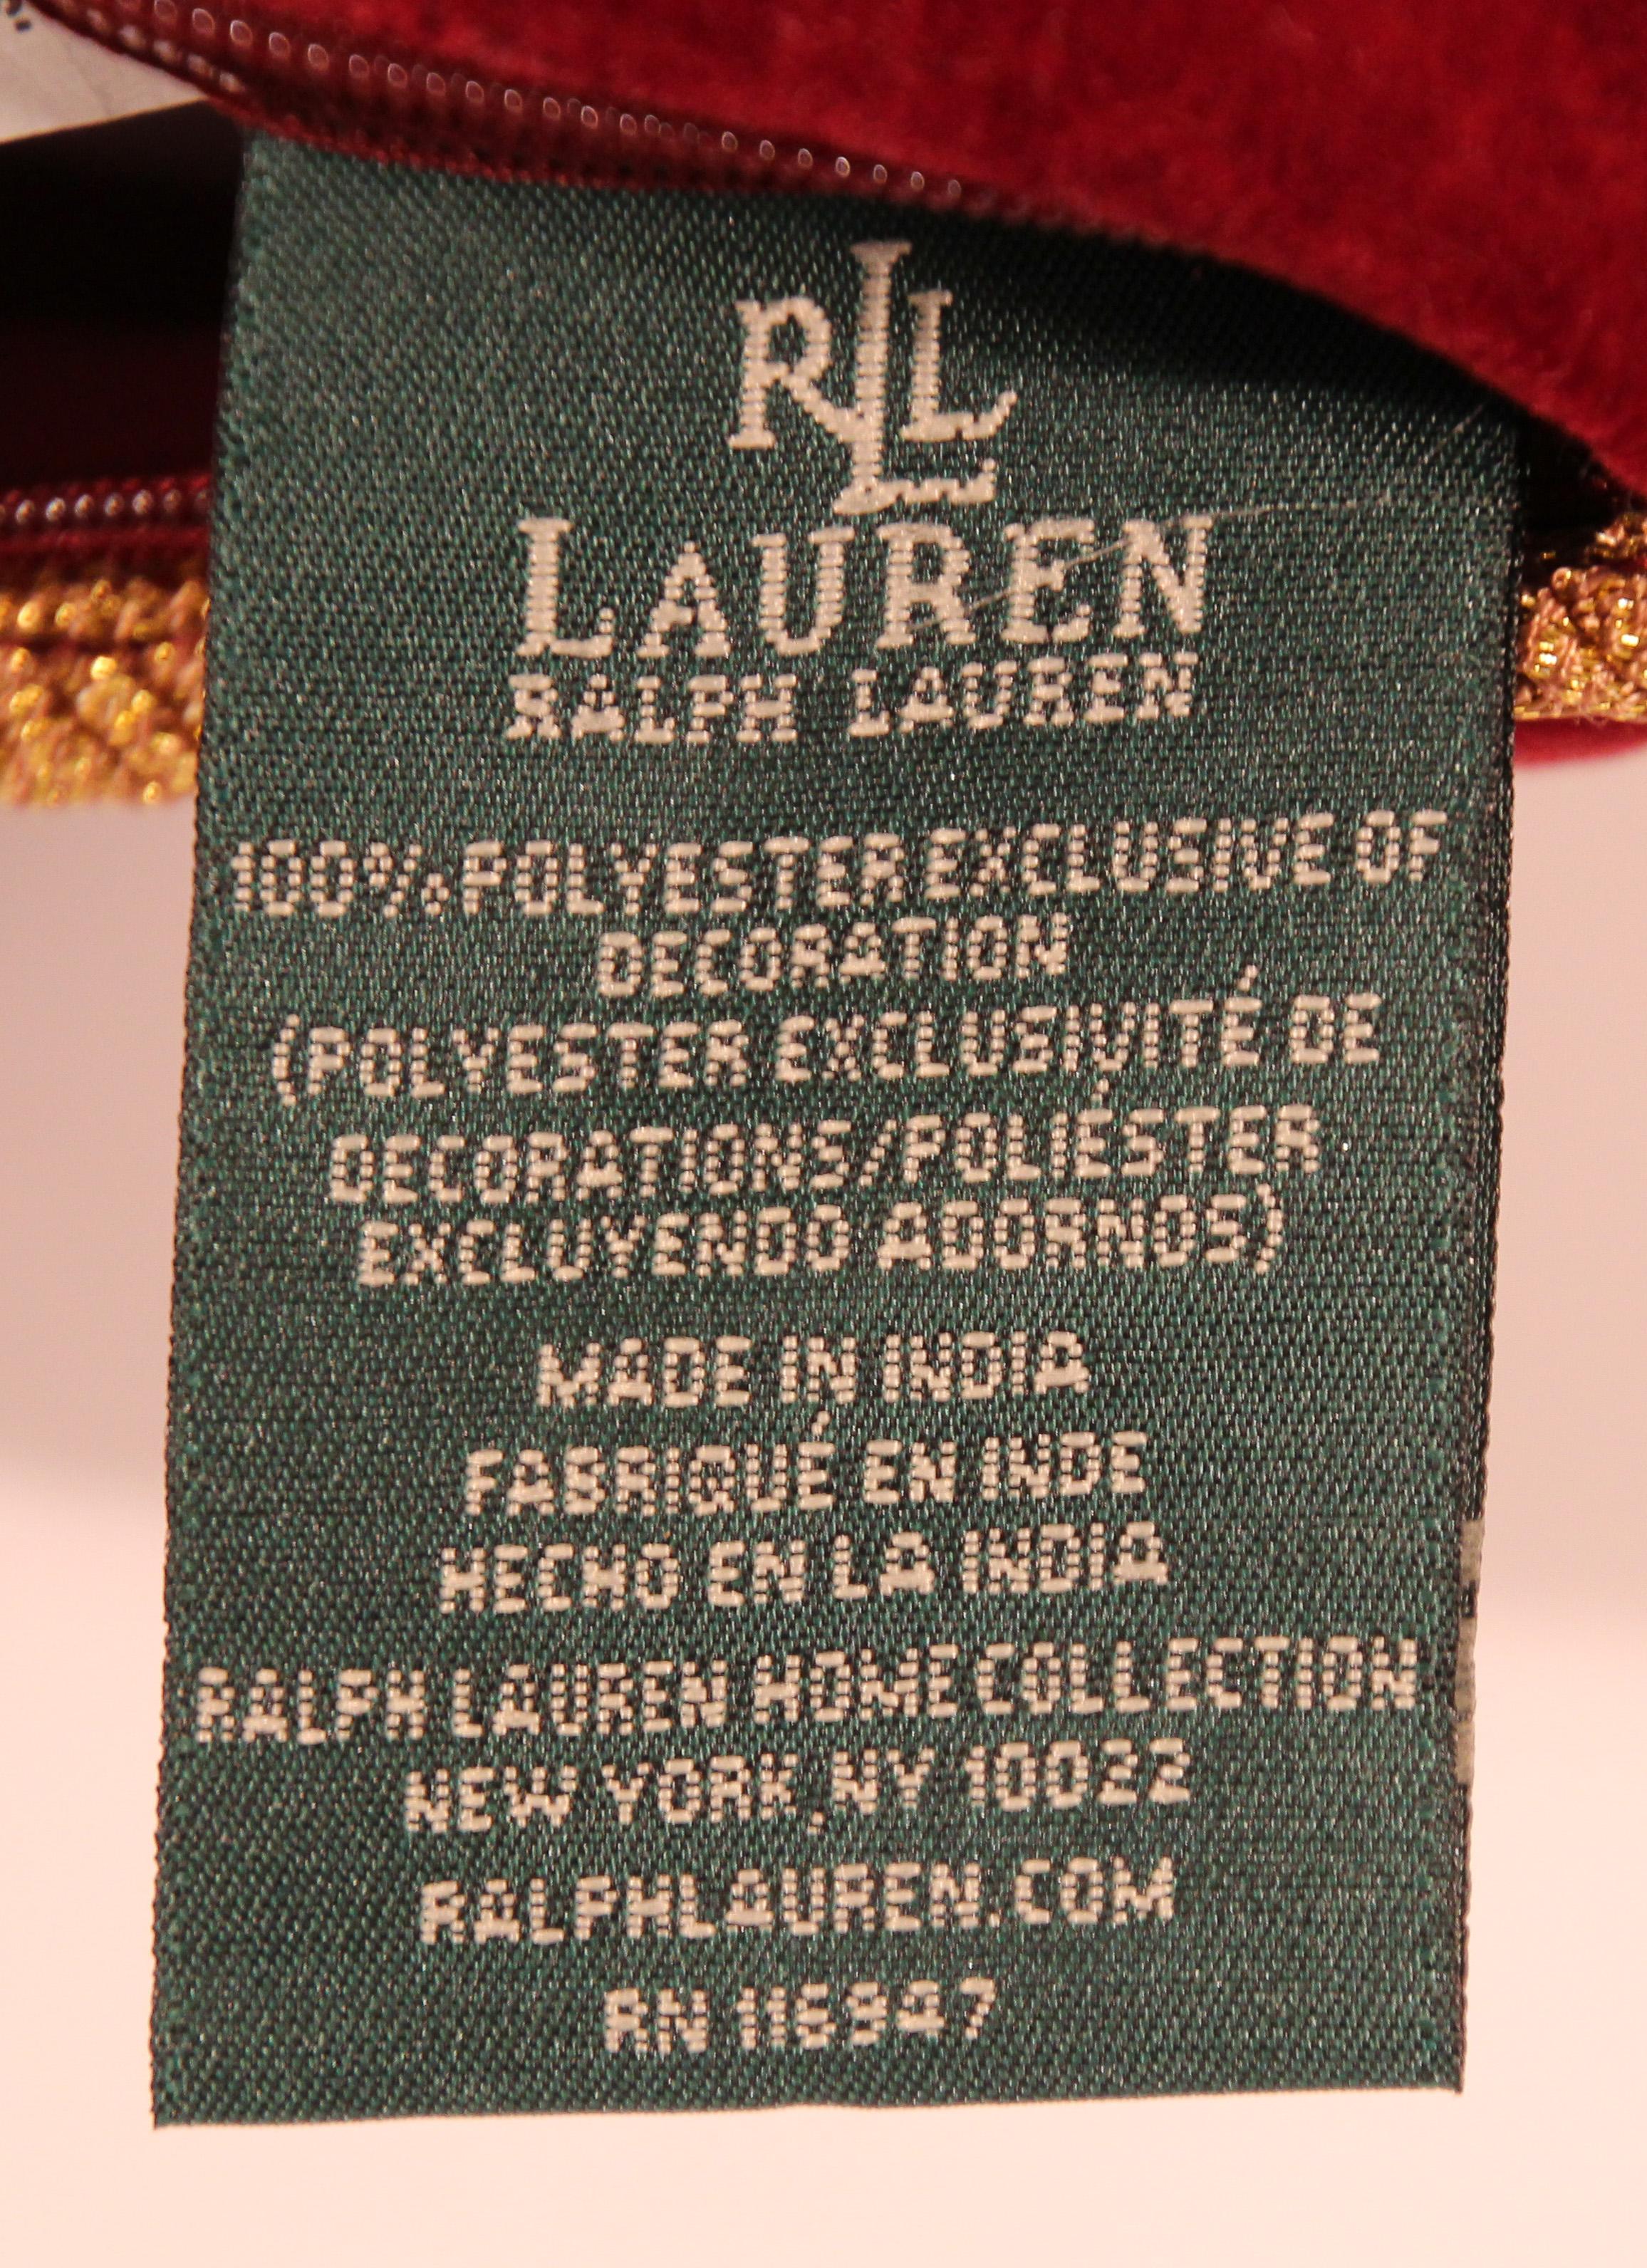 RLL
LAUREN
RALPH LAUREN
100% POLYESTER EXCLUSIVE OF
DECORATION
(POLYESTER EXCLUSIVITÉ DE
DECORATIONS/POLIÉSTER
EXCLUYENDO ADORNOS)
MADE IN INDIA
FABRIQUÉ EN INDE
HECHO EN LA INDIA
RALPH LAUREN HOME COLLECTION
NEW YORK, NY 10022
RALPHLAUREN.COM
RN 116947